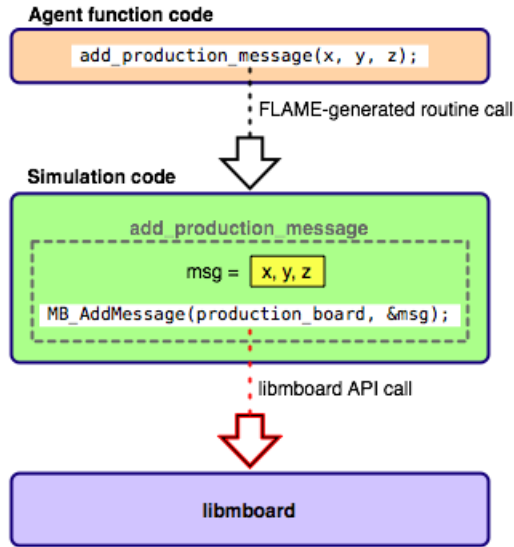 Agent function code
add_production_message(x, y, z);
FLAME-generated routine call
Simulation code
add_production_message
msg = x, y, z
MB_AddMessage(production_board, &msg);
libmboard API call
libmboard